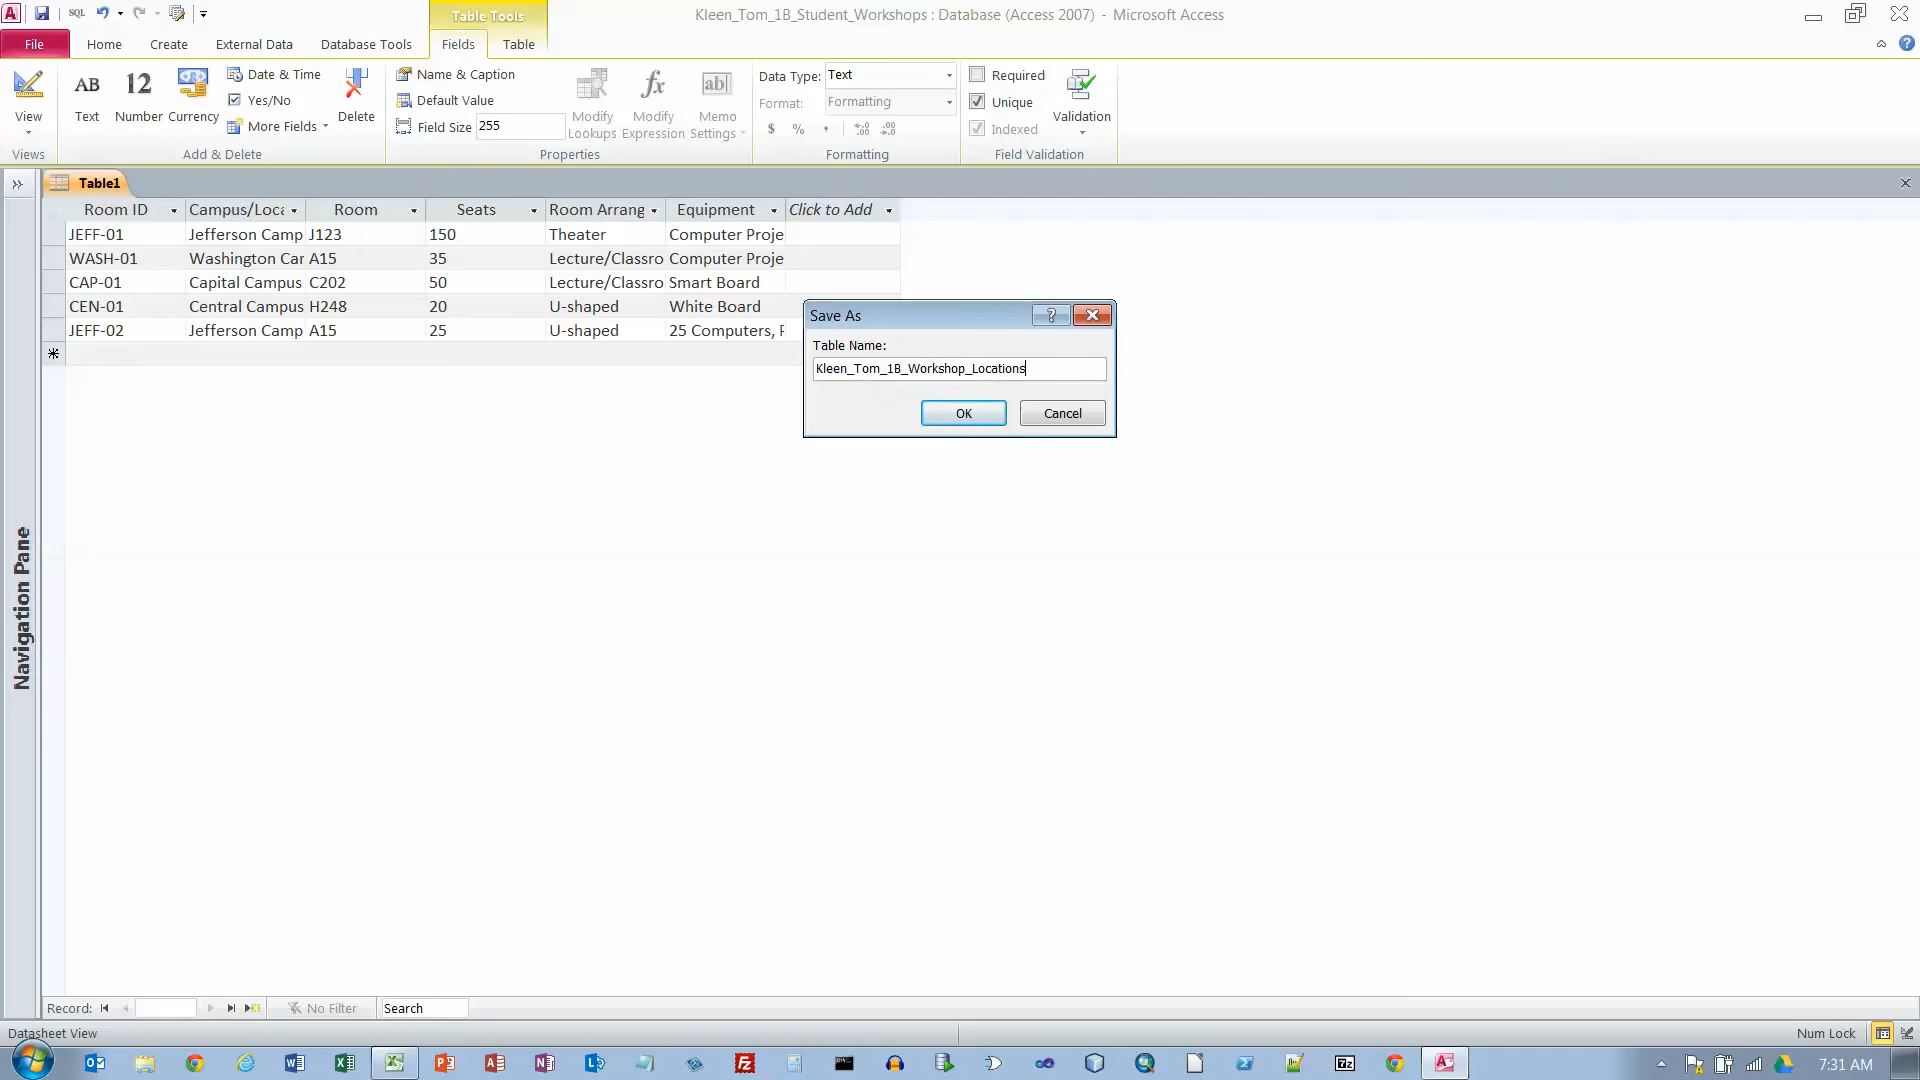 SQL
Table Tools
Kleen_Tom_1B_Student_Workshops : Database (Access 2007) - Microsoft Access
File Home Create External Data Database Tools Fields Table
View
Views
AB
Text
12
Number
Currency
Date & Time
Yes/No
More Fields
Delete
Add & Delete
Name & Caption
Default Value
Field Size 255
Modify
Lookups
fx
Modify
Expression
ab
Memo
Settings
Properties
Data Type: Text
Format: Formatting
$ % ,
Formatting
Required
Unique
Indexed
Validation
Field Validation
Table1
Room ID Campus/Loca Room Seats Room Arrang Equipment Click to Add
JEFF-01 Jefferson Camp J123 150 Theater Computer Proje
WASH-01 Washington Car A15 35 Lecture/Classro Computer Proje
CAP-01 Capital Campus C202 50 Lecture/Classro Smart Board
CEN-01 Central Campus H248 20 U-shaped White Board
JEFF-02 Jefferson Camp A15 25 U-shaped 25 Computers, P
Save As
Table Name:
Kleen_Tom_1B_Workshop_Locations
OK Cancel
Navigation Pane
Record: No Filter Search
Datasheet View Num Lock
7:31 AM